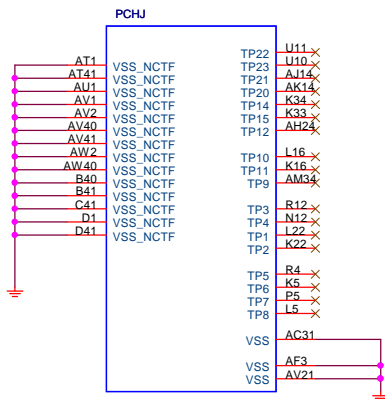 PCHJ
AT1 VSS_NCTF
AT41 VSS_NCTF
AU1 VSS_NCTF
AV1 VSS_NCTF
AV2 VSS_NCTF
AV40 VSS_NCTF
AV41 VSS_NCTF
AW2 VSS_NCTF
AW40 VSS_NCTF
B40 VSS_NCTF
B41 VSS_NCTF
C41 VSS_NCTF
D1 VSS_NCTF
D41 VSS_NCTF
TP22 U11
TP23 U10
TP21 AJ14
TP20 AK14
TP14 K34
TP15 K33
TP12 AH24
TP10 L16
TP11 K16
TP9 AM34
TP3 R12
TP4 N12
TP1 L22
TP2 K22
TP5 R4
TP6 K5
TP7 P5
TP8 L5
VSS AC31
VSS AF3
VSS AV21